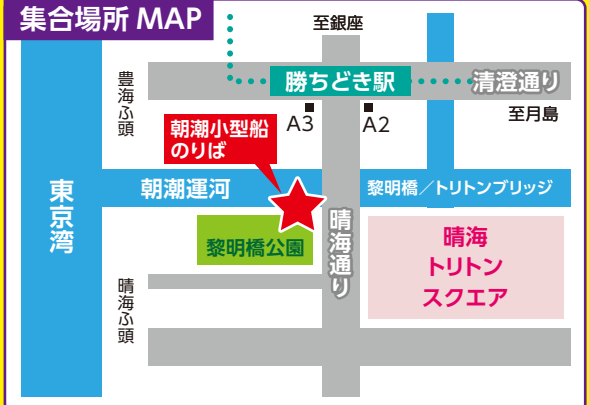 集合場所 MAP
至銀座
豊海ふ頭
勝ちどき駅
清澄通り
至月島
A3
A2
朝潮小型船
のりば
東京湾
朝潮運河
黎明橋／トリトンブリッジ
晴海通り
黎明橋公園
晴海
トリトン
スクエア
晴海ふ頭